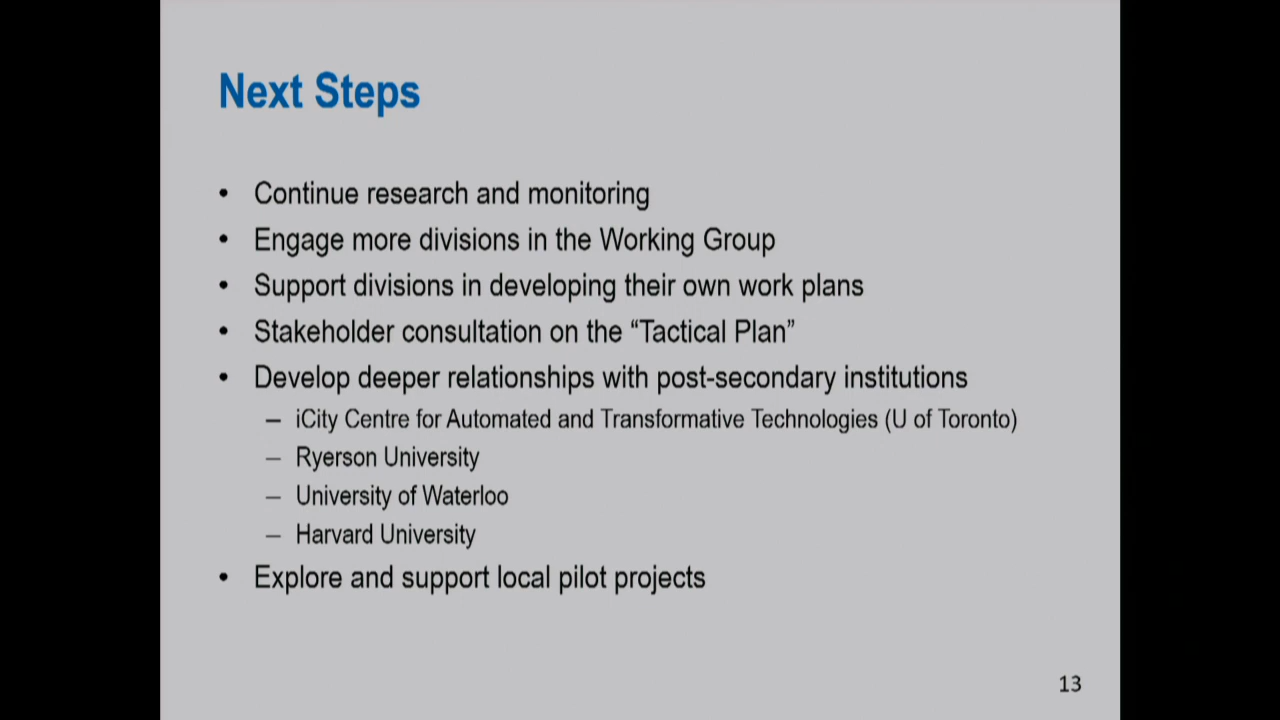 Next Steps
• Continue research and monitoring
• Engage more divisions in the Working Group
• Support divisions in developing their own work plans
• Stakeholder consultation on the “Tactical Plan”
• Develop deeper relationships with post-secondary institutions
– iCity Centre for Automated and Transformative Technologies (U of Toronto)
– Ryerson University
– University of Waterloo
– Harvard University
• Explore and support local pilot projects
13